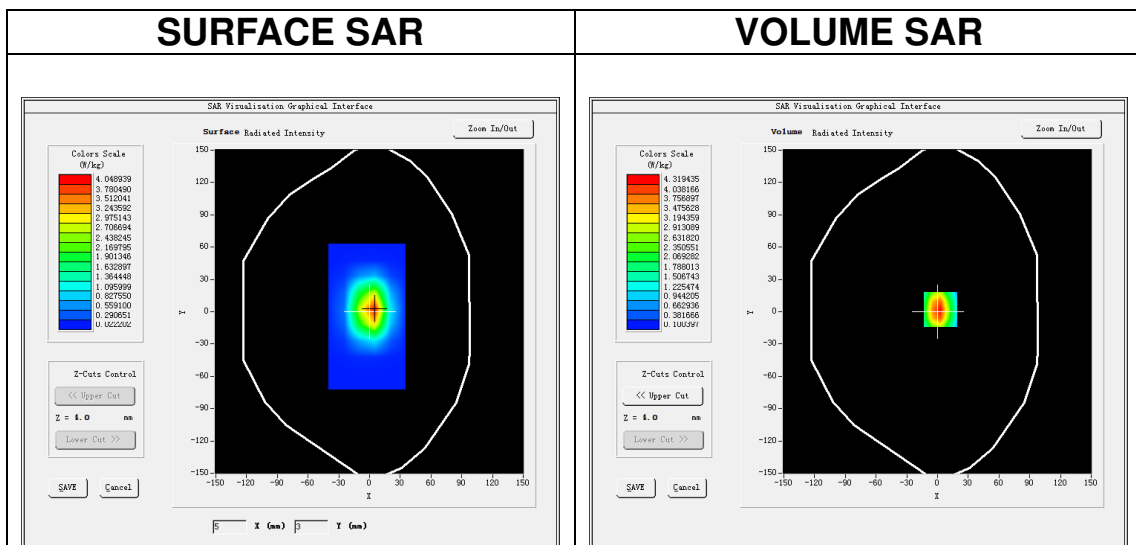 SURFACE SAR
VOLUME SAR
SAR Visualisation Graphical Interface
Surface Radiated Intensity
Zoom In/Out
Colors Scale
(W/kg)
4.048939
3.780490
3.512041
3.243592
2.975143
2.706694
2.438245
2.169795
1.901346
1.632897
1.364448
1.095999
0.827550
0.559100
0.290651
0.022202
150
120
90
60
30
0
-30
-60
-90
-120
-150
Y
-150 -120 -90 -60 -30 0 30 60 90 120 150
X
Z-Cuts Control
<< Upper Cut
Z = 4.0 mm
Lower Cut >>
SAVE
Cancel
5 X (mm) 3 Y (mm)
SAR Visualisation Graphical Interface
Volume Radiated Intensity
Zoom In/Out
Colors Scale
(W/kg)
4.319435
4.038166
3.756897
3.475628
3.194359
2.913089
2.631820
2.350551
2.069282
1.788013
1.506743
1.225474
0.944205
0.662936
0.381666
0.100397
150
120
90
60
30
0
-30
-60
-90
-120
-150
Y
-150 -120 -90 -60 -30 0 30 60 90 120 150
X
Z-Cuts Control
<< Upper Cut
Z = 4.0 mm
Lower Cut >>
SAVE
Cancel